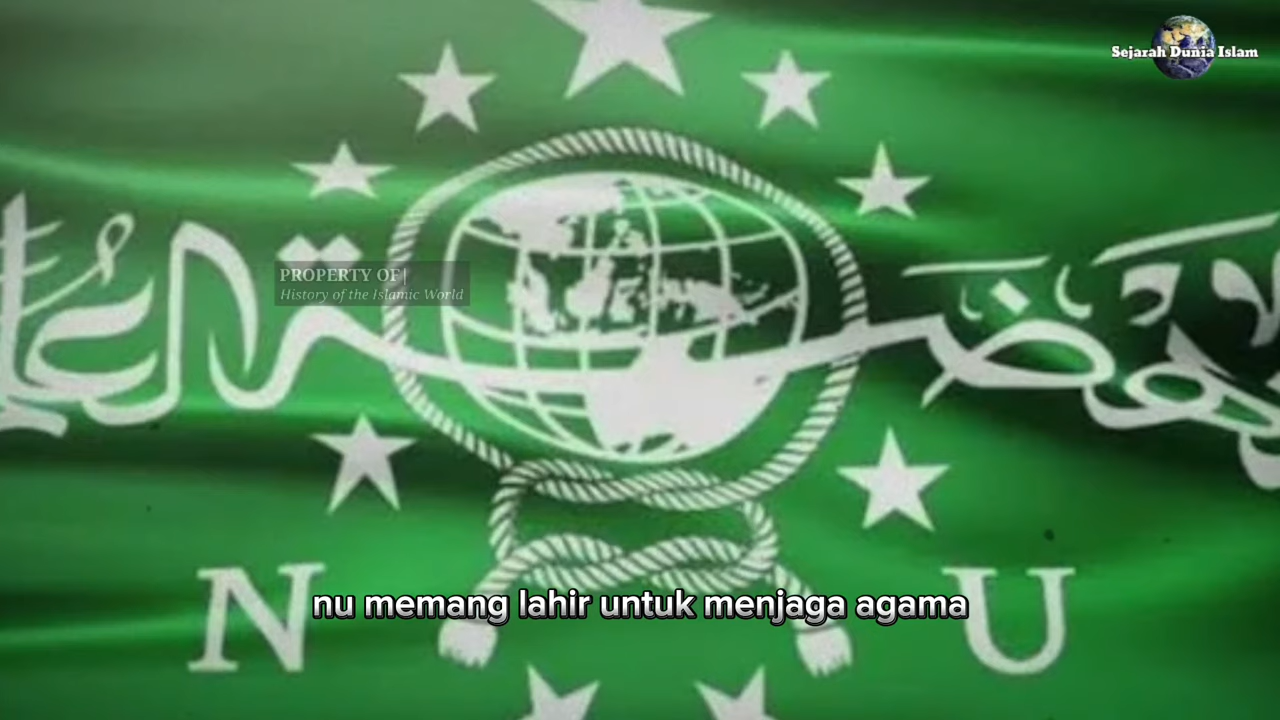 Sejarah Dunia Islam
نهضة العلماء
PROPERTY OF |
History of the Islamic World
N U
nu memang lahir untuk menjaga agama